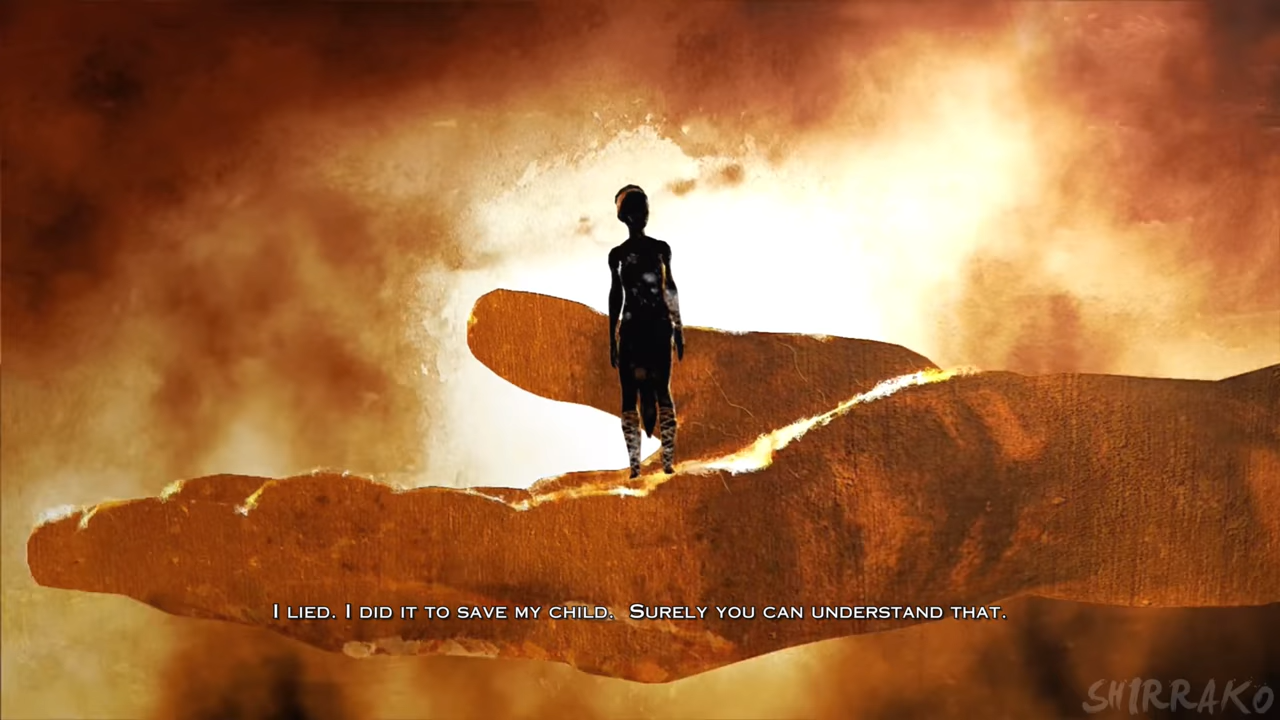 I lied. I did it to save my child.  Surely you can understand that.
SHIRRAKO